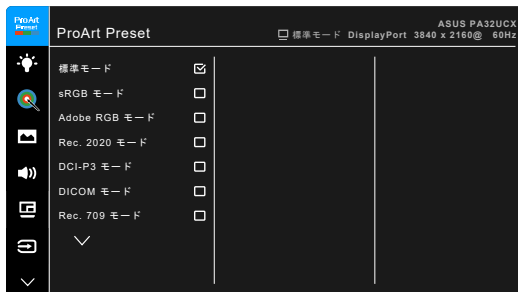 ProArt
Preset
ProArt Preset
ASUS PA32UCX
標準モード DisplayPort 3840 x 2160@ 60Hz
標準モード
sRGB モード
Adobe RGB モード
Rec. 2020 モード
DCI-P3 モード
DICOM モード
Rec. 709 モード